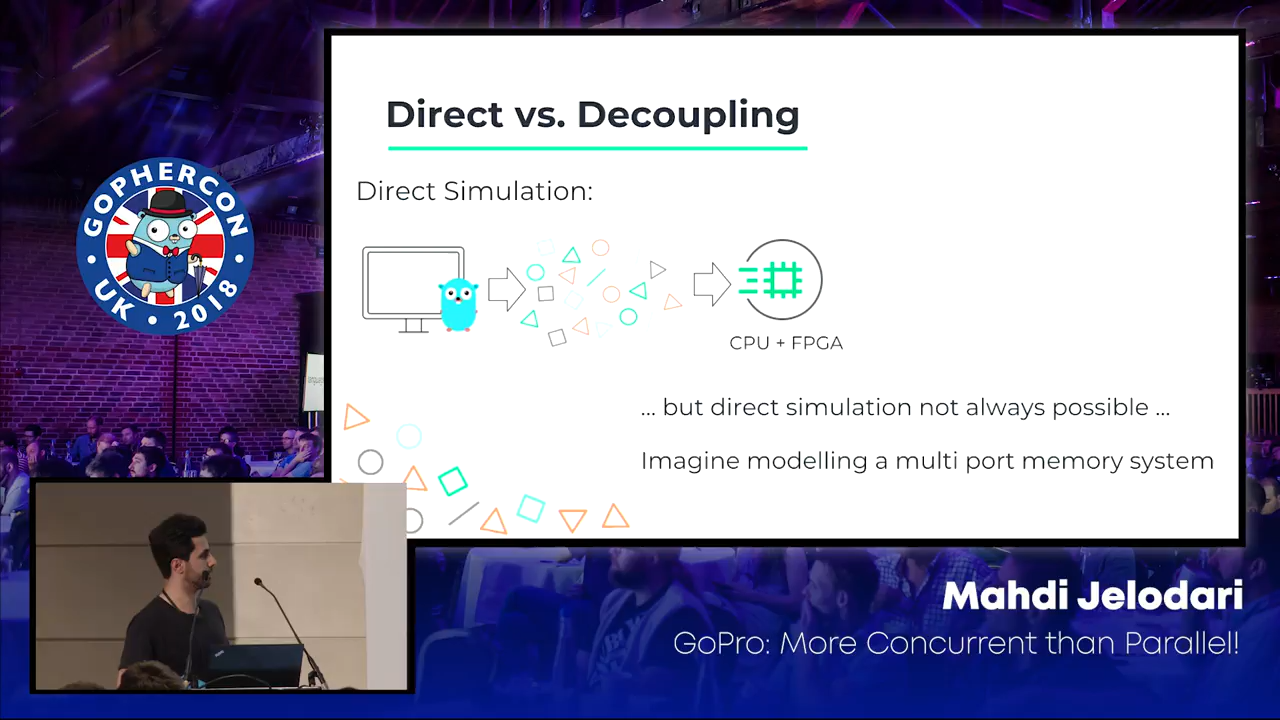 GOPHERCON
UK • 2018
Direct vs. Decoupling
Direct Simulation:
CPU + FPGA
... but direct simulation not always possible ...
Imagine modelling a multi port memory system
Mahdi Jelodari
GoPro: More Concurrent than Parallel!